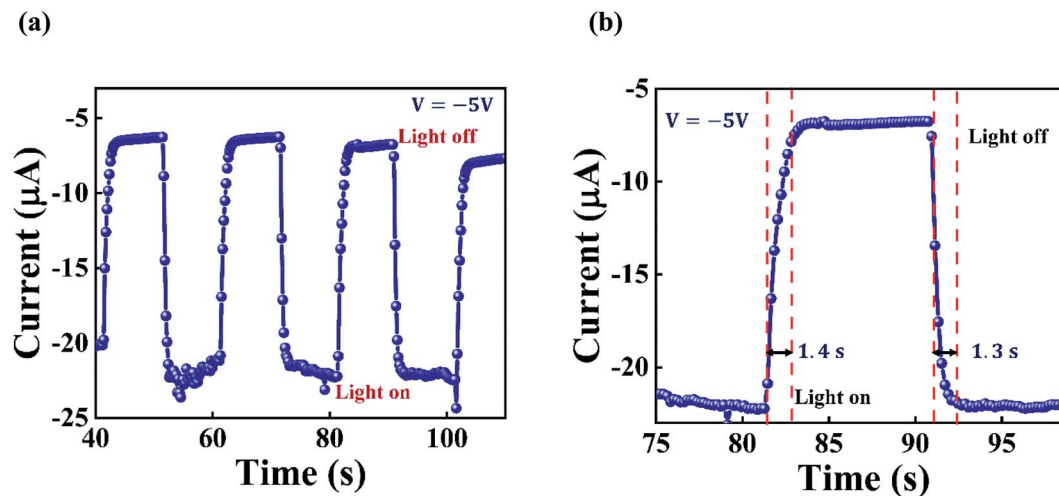 (a)
V = −5V
Light off
Light on
Current (µA)
-5
-10
-15
-20
-25
40
60
80
100
Time (s)
(b)
V = −5V
Light off
1.4 s
1.3 s
Light on
Current (µA)
-5
-10
-15
-20
75
80
85
90
95
Time (s)